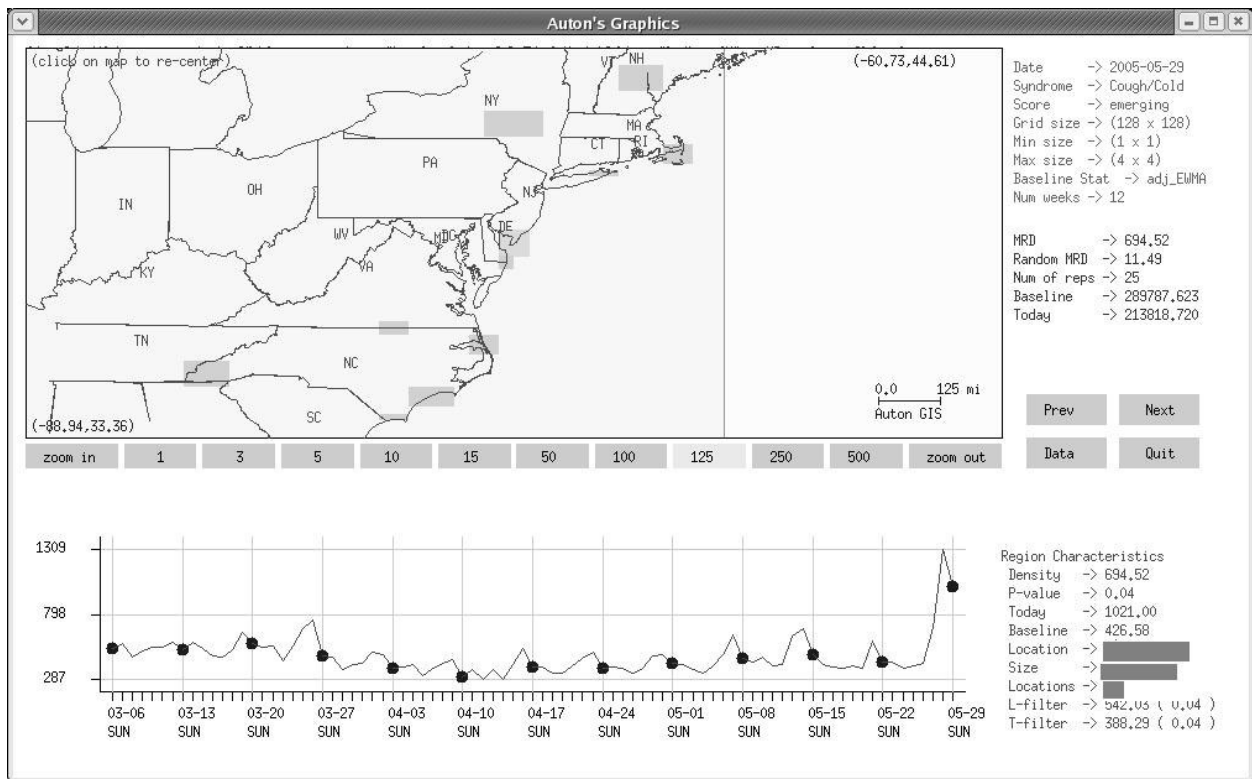 Auton's Graphics
(click on map to re-center)
(-60.73,44.61)
VT
NH
NY
MA
CT
RI
PA
NJ
OH
IN
DE
WV
MD
DC
VA
KY
TN
NC
SC
0.0 125 mi
Auton GIS
(-88.94,33.36)
Date -> 2005-05-29
Syndrome -> Cough/Cold
Score -> emerging
Grid size -> (128 x 128)
Min size -> (1 x 1)
Max size -> (4 x 4)
Baseline Stat -> adj_EWMA
Num weeks -> 12
MRD -> 694.52
Random MRD -> 11.49
Num of reps -> 25
Baseline -> 289787.623
Today -> 213818.720
Prev Next
Data Quit
zoom in 1 3 5 10 15 50 100 125 250 500 zoom out
1309
798
287
03-06 03-13 03-20 03-27 04-03 04-10 04-17 04-24 05-01 05-08 05-15 05-22 05-29
SUN SUN SUN SUN SUN SUN SUN SUN SUN SUN SUN SUN SUN
Region Characteristics
Density -> 694.52
P-value -> 0.04
Today -> 1021.00
Baseline -> 426.58
Location ->
Size ->
Locations ->
L-filter -> 542.03 ( 0.04 )
T-filter -> 388.29 ( 0.04 )